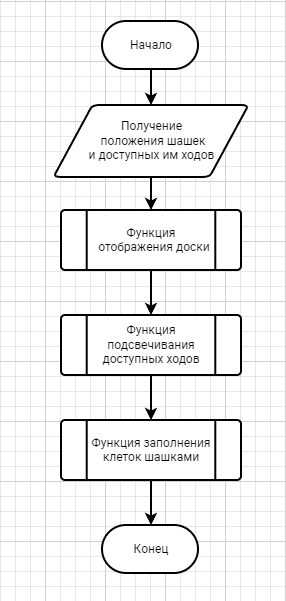 Начало
Получение
положения шашек
и доступных им ходов
Функция
отображения доски
Функция
подсвечивания
доступных ходов
Функция заполнения
клеток шашками
Конец